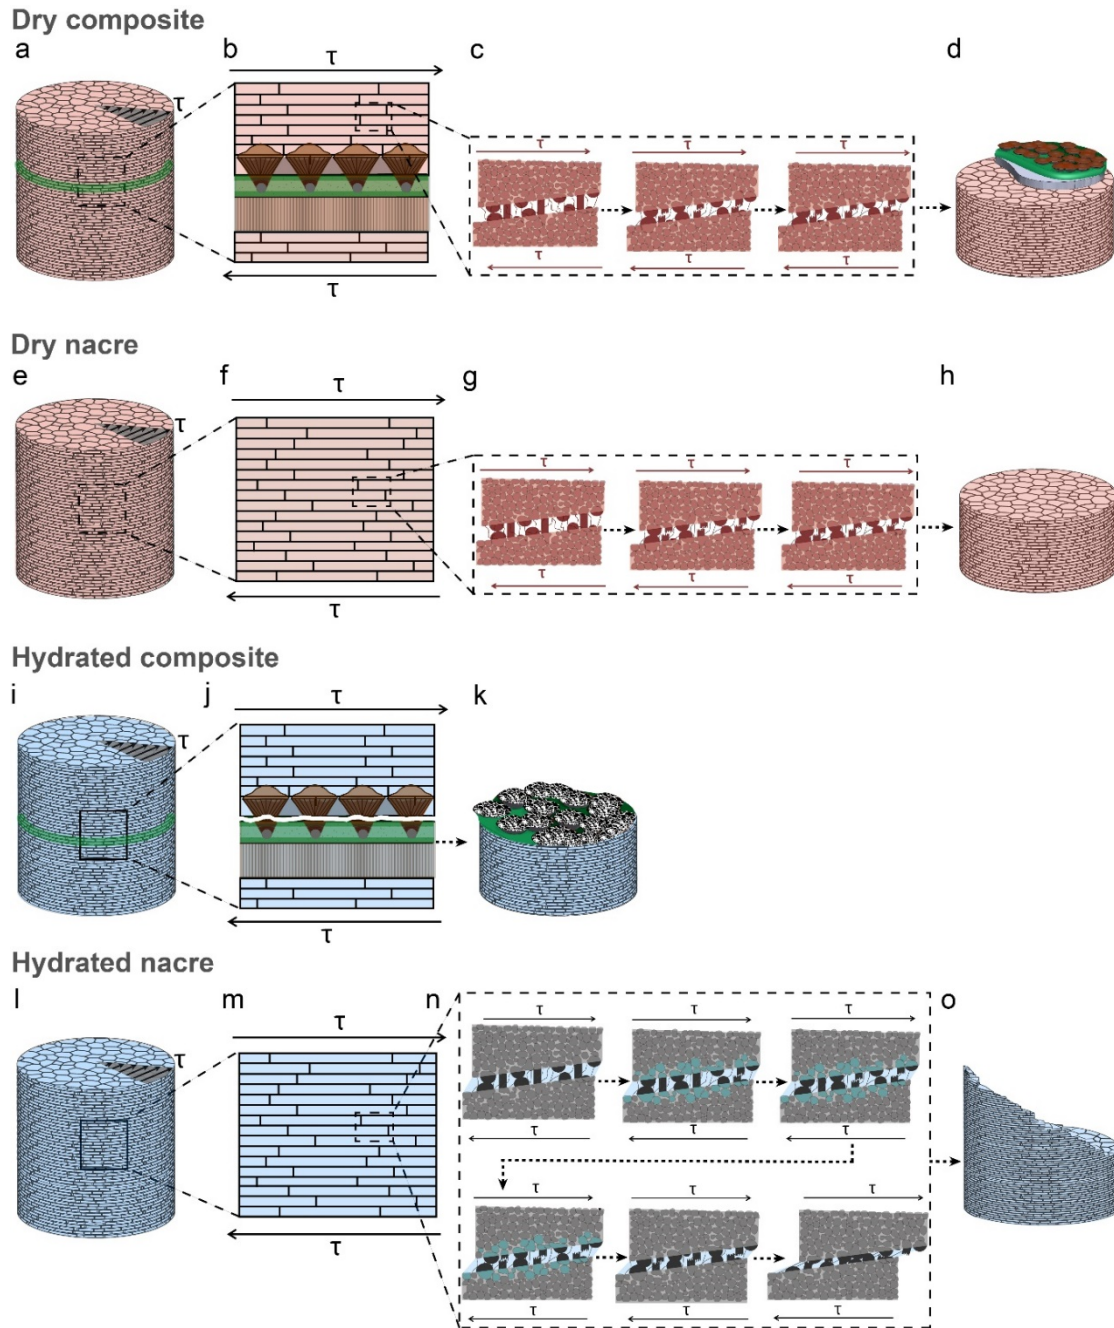 Dry composite
a b c d
τ
τ
τ τ τ
τ
τ τ τ
Dry nacre
e f g h
τ
τ
τ τ τ
τ τ τ
τ
Hydrated composite
i j k
τ
τ
τ
Hydrated nacre
l m n o
τ
τ τ τ
τ
τ τ τ
τ τ τ
τ
τ τ τ